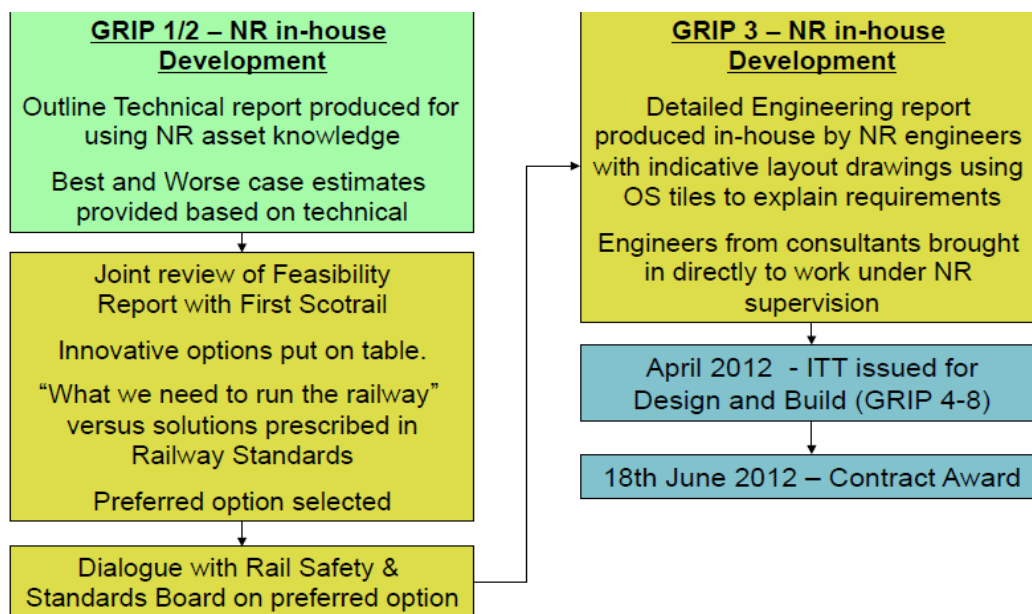 GRIP 1/2 – NR in-house
Development
Outline Technical report produced for
using NR asset knowledge
Best and Worse case estimates
provided based on technical
Joint review of Feasibility
Report with First Scotrail
Innovative options put on table.
“What we need to run the railway”
versus solutions prescribed in
Railway Standards
Preferred option selected
Dialogue with Rail Safety &
Standards Board on preferred option
GRIP 3 – NR in-house
Development
Detailed Engineering report
produced in-house by NR engineers
with indicative layout drawings using
OS tiles to explain requirements
Engineers from consultants brought
in directly to work under NR
supervision
April 2012 - ITT issued for
Design and Build (GRIP 4-8)
18th June 2012 – Contract Award